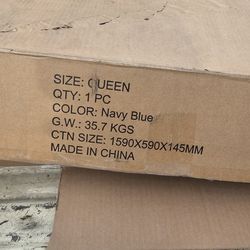 SIZE: QUEEN
QTY: 1 PC
COLOR: Navy Blue
G.W.: 35.7 KGS
CTN SIZE: 1590X590X145MM
MADE IN CHINA